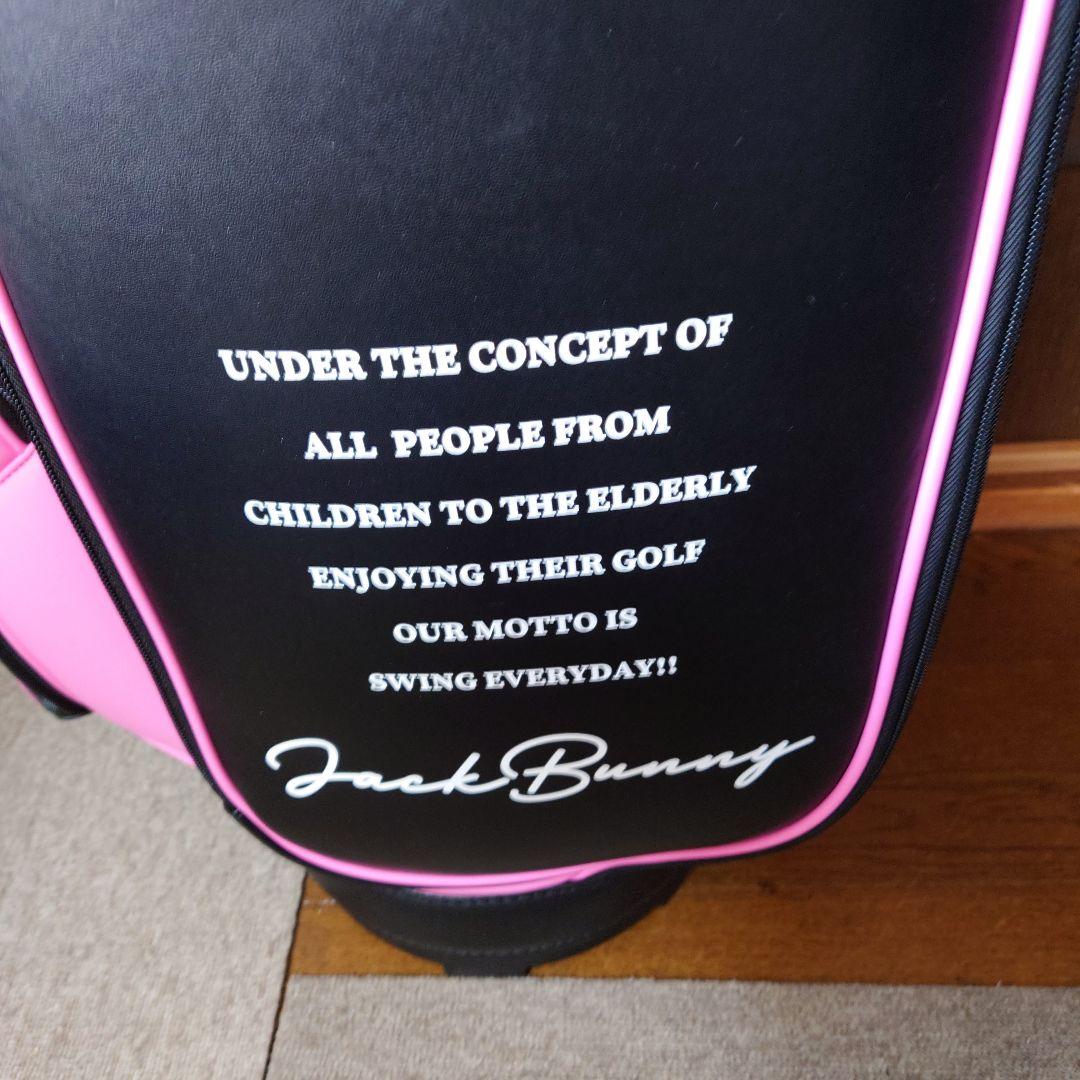 UNDER THE CONCEPT OF
ALL PEOPLE FROM
CHILDREN TO THE ELDERLY
ENJOYING THEIR GOLF
OUR MOTTO IS
SWING EVERYDAY!!
Jack Bunny